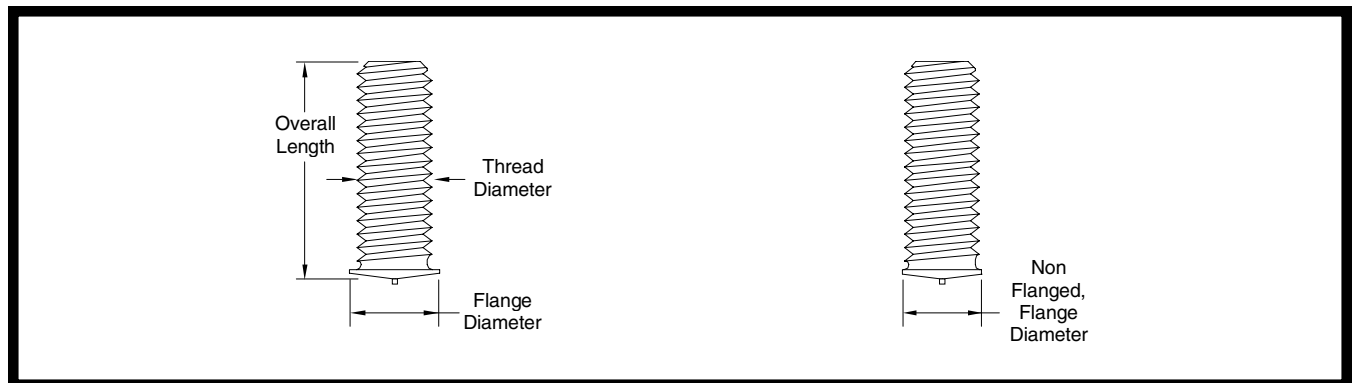 Overall
Length
Thread
Diameter
Flange
Diameter
Non
Flanged,
Flange
Diameter